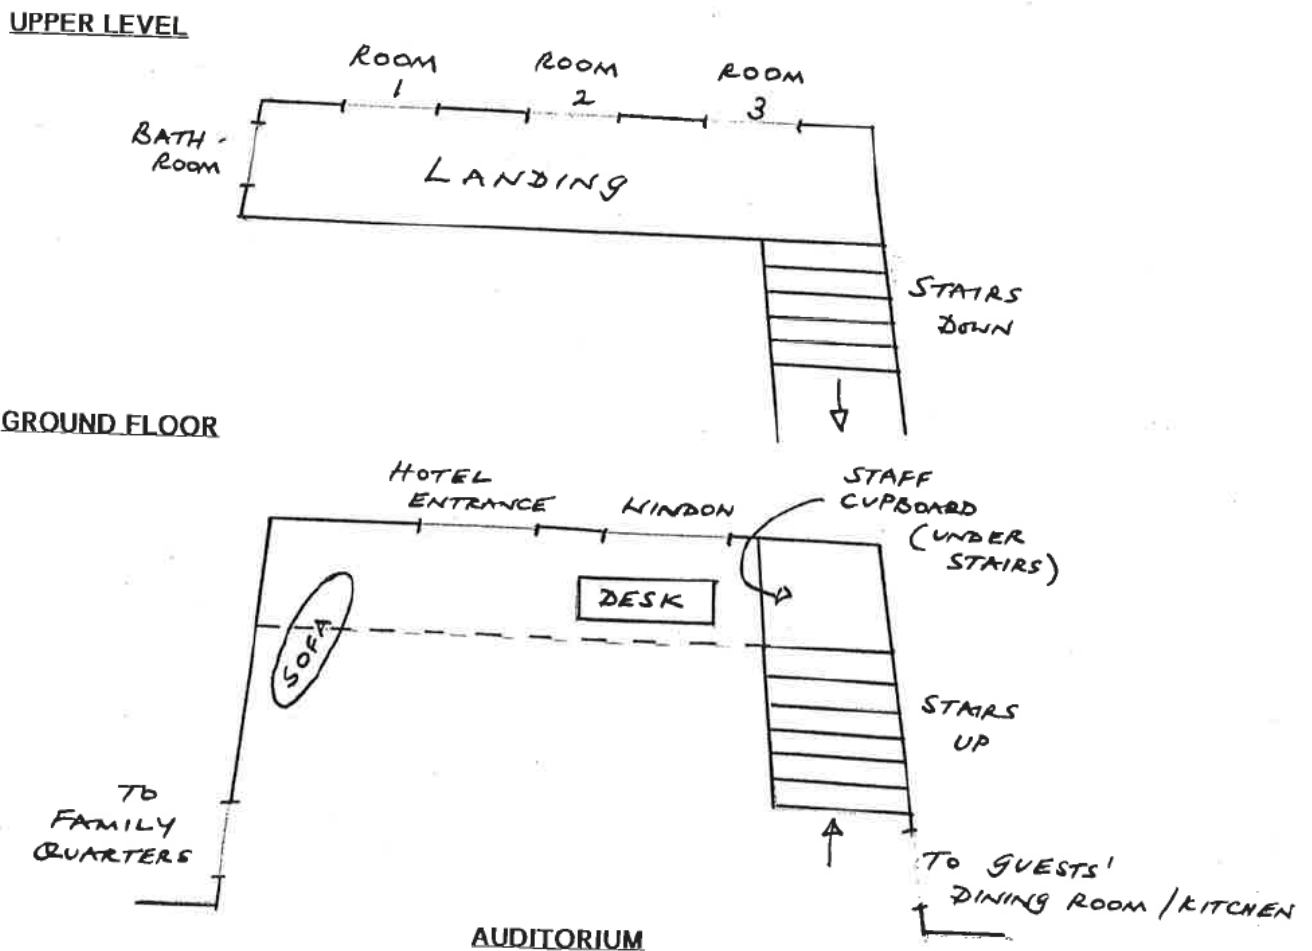 UPPER LEVEL
ROOM
1
ROOM
2
ROOM
3
BATH-
ROOM
LANDING
STAIRS
DOWN
GROUND FLOOR
HOTEL
ENTRANCE
WINDOW
STAFF
CUPBOARD
(UNDER
STAIRS)
DESK
SOFA
STAIRS
UP
TO
FAMILY
QUARTERS
TO GUESTS'
DINING ROOM/KITCHEN
AUDITORIUM